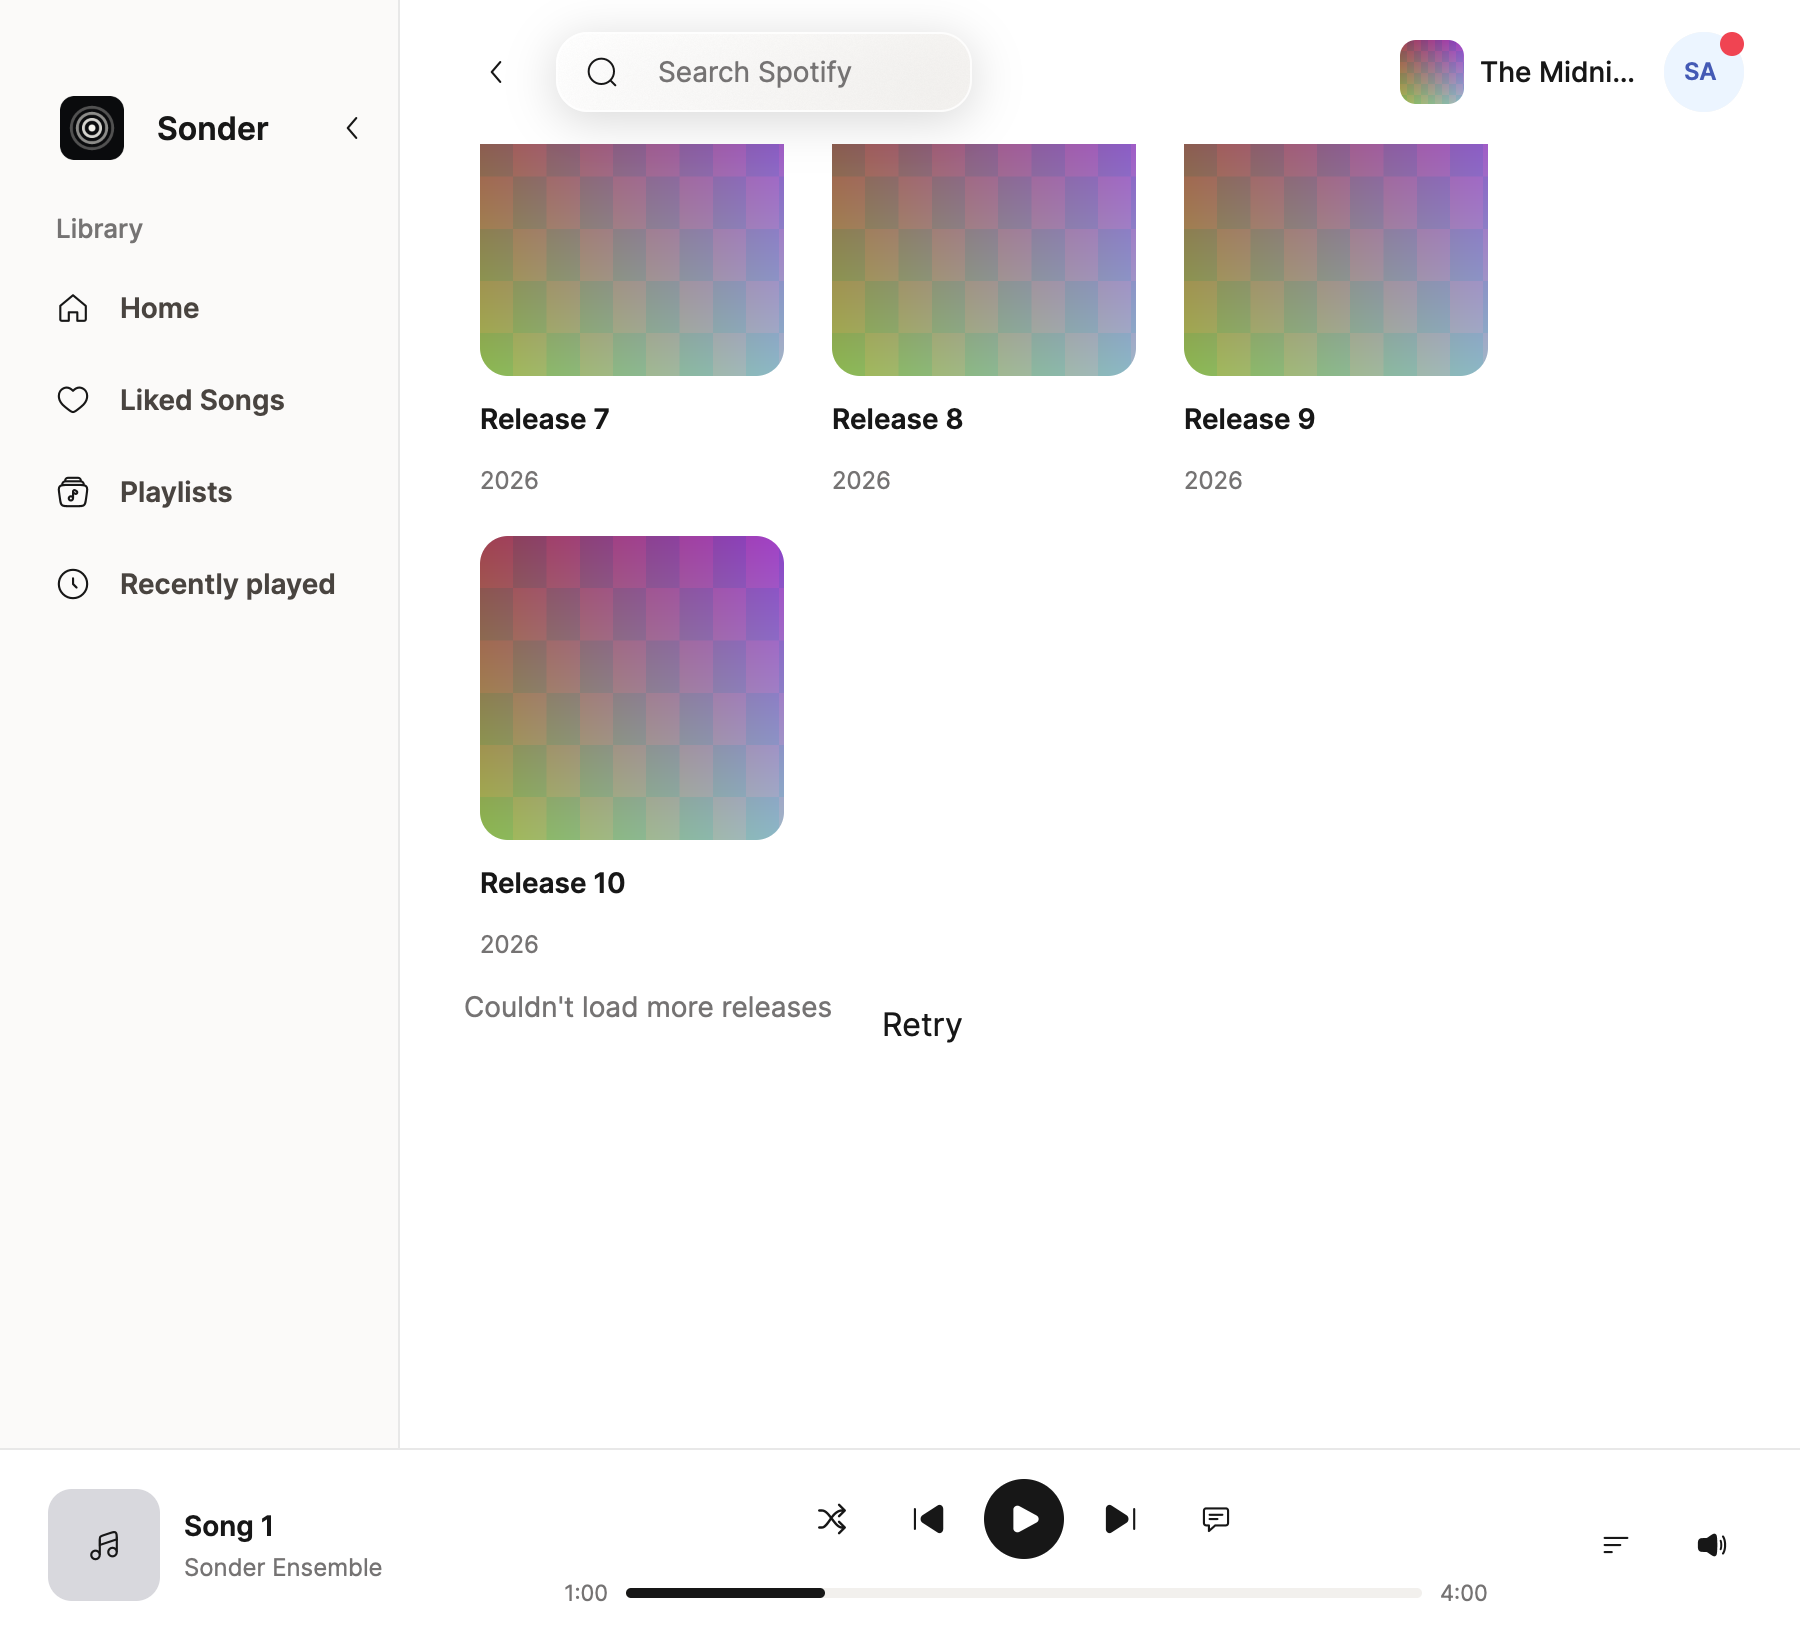 Sonder
Library
Home
Liked Songs
Playlists
Recently played
Search Spotify
The Midni...
SA
Release 7
2026
Release 8
2026
Release 9
2026
Release 10
2026
Couldn't load more releases
Retry
Song 1
Sonder Ensemble
1:00
4:00